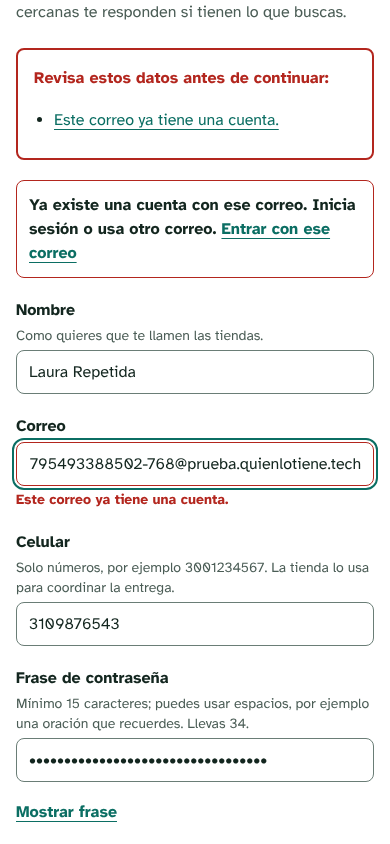 cercanas te responden si tienen lo que buscas.
Revisa estos datos antes de continuar:
• Este correo ya tiene una cuenta.
Ya existe una cuenta con ese correo. Inicia
sesión o usa otro correo. Entrar con ese
correo
Nombre
Como quieres que te llamen las tiendas.
Laura Repetida
Correo
795493388502-768@prueba.quienlotiene.tech
Este correo ya tiene una cuenta.
Celular
Solo números, por ejemplo 3001234567. La tienda lo usa
para coordinar la entrega.
3109876543
Frase de contraseña
Mínimo 15 caracteres; puedes usar espacios, por ejemplo
una oración que recuerdes. Llevas 34.
••••••••••••••••••••••••••••••••••
Mostrar frase